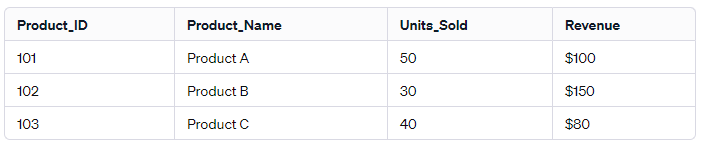 Product_ID Product_Name Units_Sold Revenue
101 Product A 50 $100
102 Product B 30 $150
103 Product C 40 $80